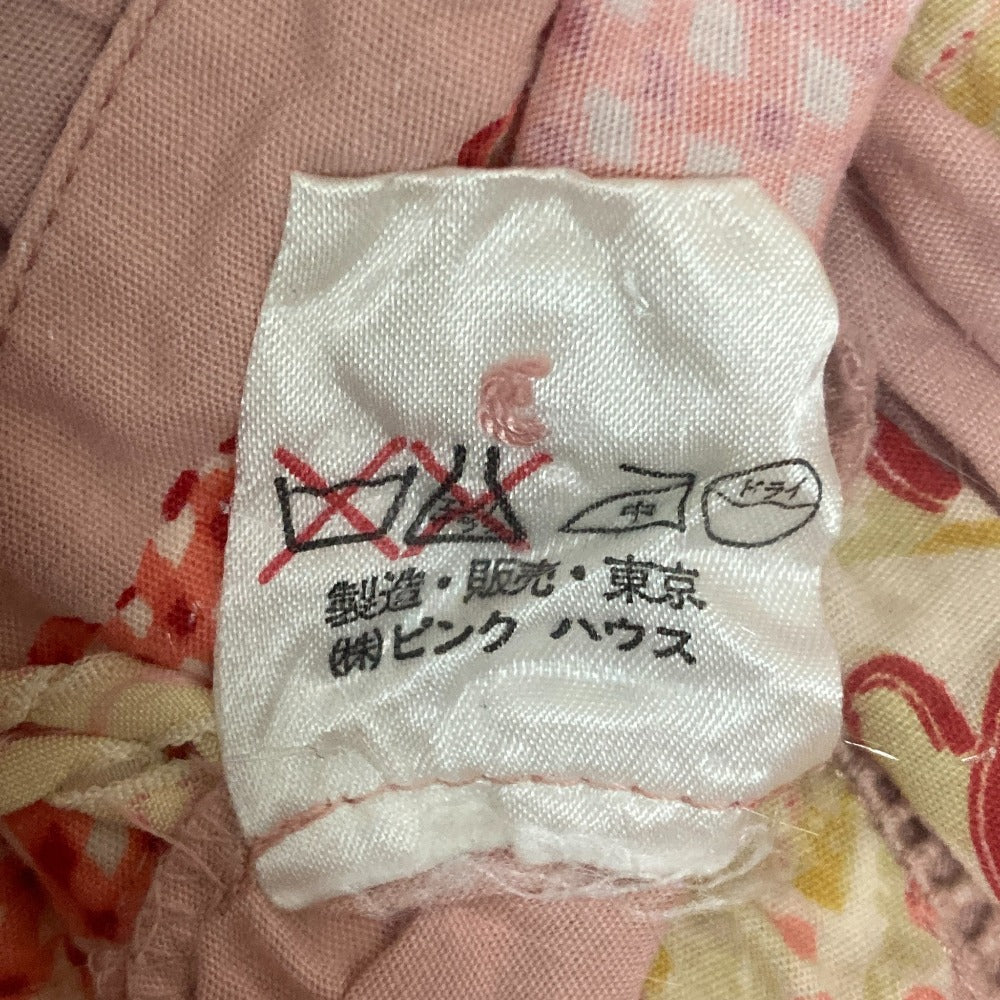 中 ドライ
製造・販売・東京
(株)ピンク ハウス